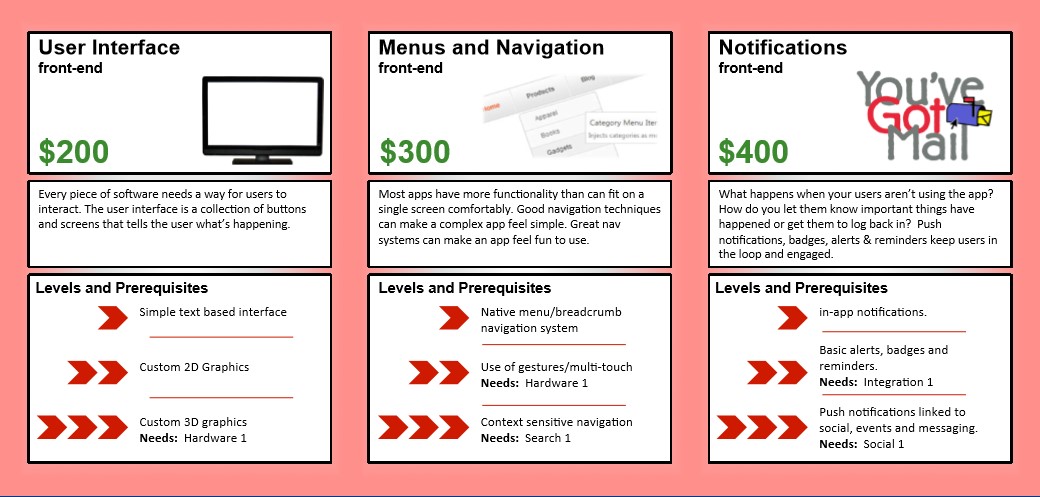 User Interface
front-end
$200
Every piece of software needs a way for users to
interact. The user interface is a collection of buttons
and screens that tells the user what's happening.
Levels and Prerequisites
Simple text based interface
Custom 2D Graphics
Custom 3D graphics
Needs: Hardware 1
Menus and Navigation
front-end
Home Products Blog
Apparel
Books
Gadgets
Category Menu Iter
Injects categories as m
$300
Most apps have more functionality than can fit on a
single screen comfortably. Good navigation techniques
can make a complex app feel simple. Great nav
systems can make an app feel fun to use.
Levels and Prerequisites
Native menu/breadcrumb
navigation system
Use of gestures/multi-touch
Needs: Hardware 1
Context sensitive navigation
Needs: Search 1
Notifications
front-end
You've
Got
Mail
$400
What happens when your users aren't using the app?
How do you let them know important things have
happened or get them to log back in? Push
notifications, badges, alerts & reminders keep users in
the loop and engaged.
Levels and Prerequisites
in-app notifications.
Basic alerts, badges and
reminders.
Needs: Integration 1
Push notifications linked to
social, events and messaging.
Needs: Social 1